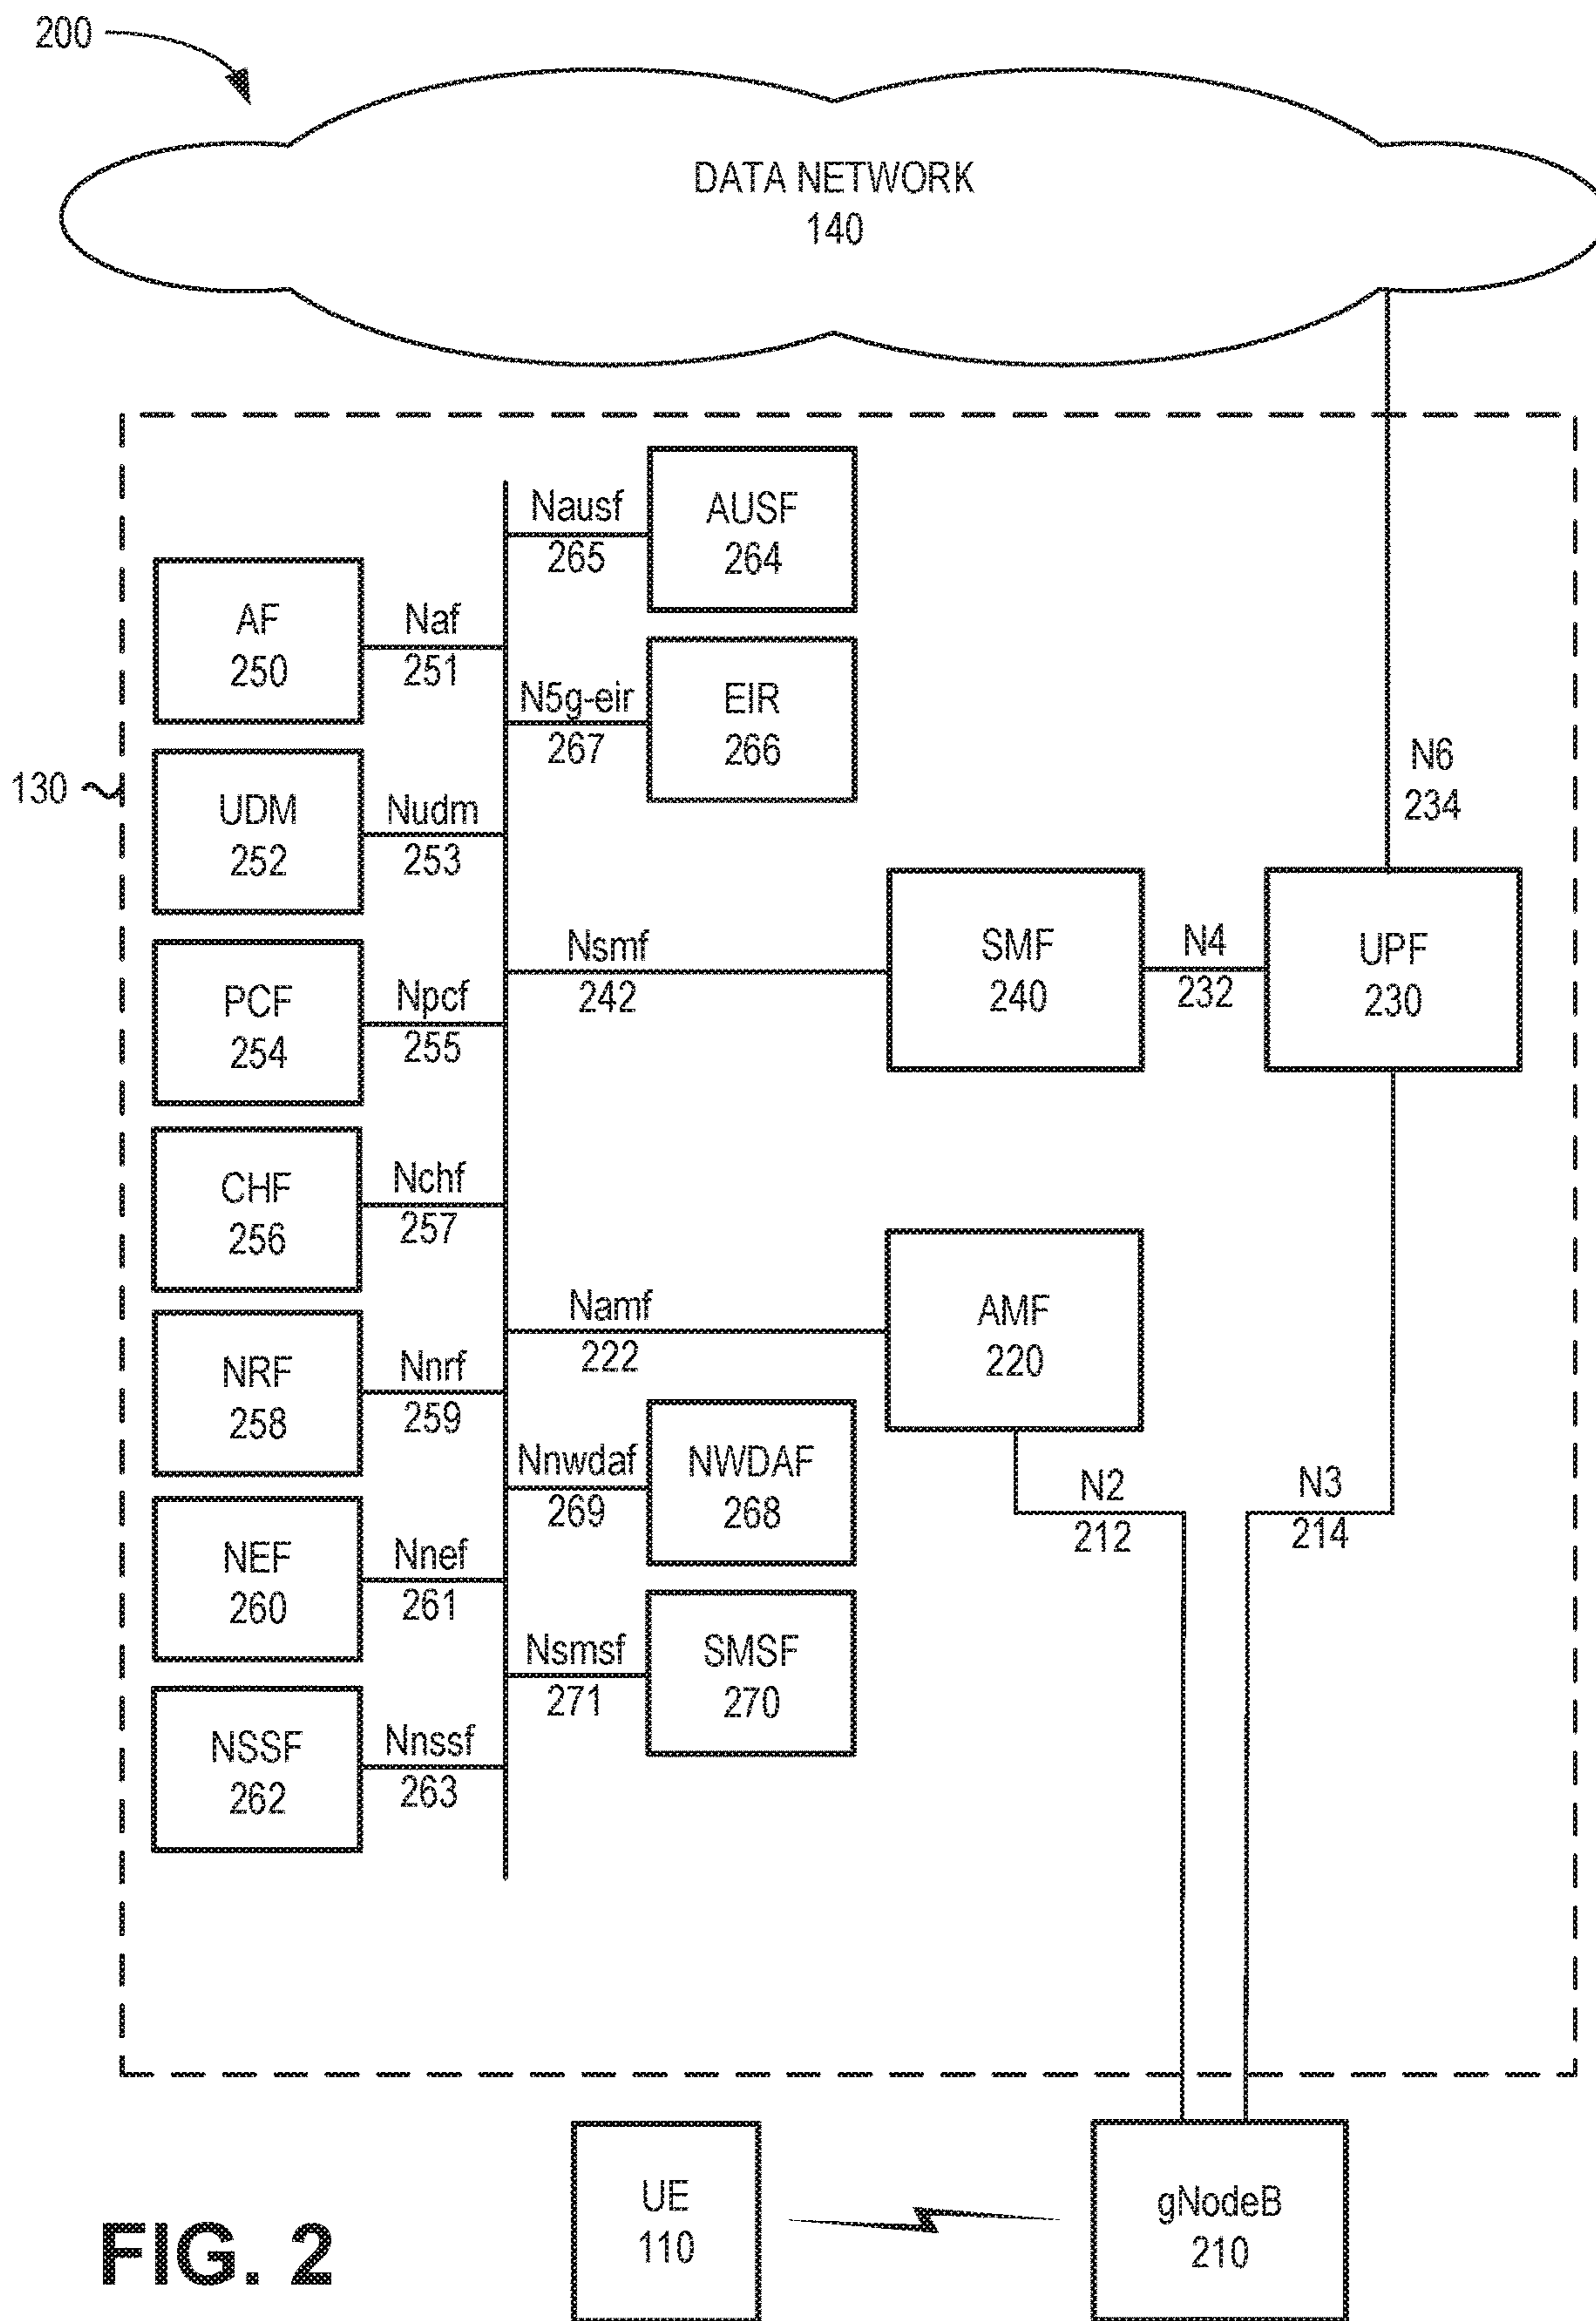 200
DATA NETWORK
140
130
AF
250
Naf
251
UDM
252
Nudm
253
PCF
254
Npcf
255
CHF
256
Nchf
257
NRF
258
Nnrf
259
NEF
260
Nnef
261
NSSF
262
Nnssf
263
Nausf
265
AUSF
264
N5g-eir
267
EIR
266
Nsmf
242
SMF
240
N4
232
UPF
230
N6
234
Namf
222
AMF
220
Nnwdaf
269
NWDAF
268
Nsmsf
271
SMSF
270
N2
212
N3
214
UE
110
gNodeB
210
FIG. 2